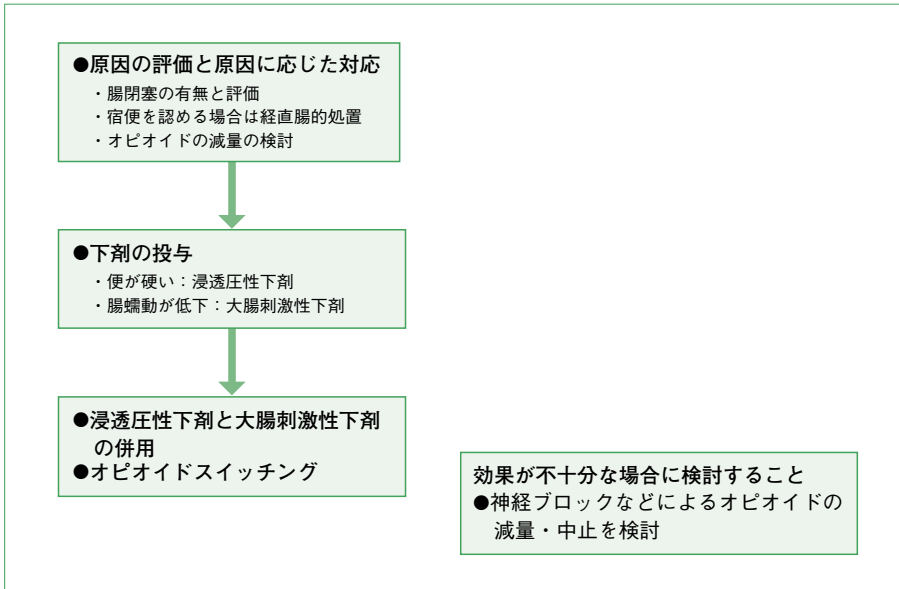 ●原因の評価と原因に応じた対応
・腸閉塞の有無と評価
・宿便を認める場合は経直腸的処置
・オピオイドの減量の検討
●下剤の投与
・便が硬い：浸透圧性下剤
・腸蠕動が低下：大腸刺激性下剤
●浸透圧性下剤と大腸刺激性下剤
の併用
●オピオイドスイッチング
効果が不十分な場合に検討すること
●神経ブロックなどによるオピオイドの
減量・中止を検討